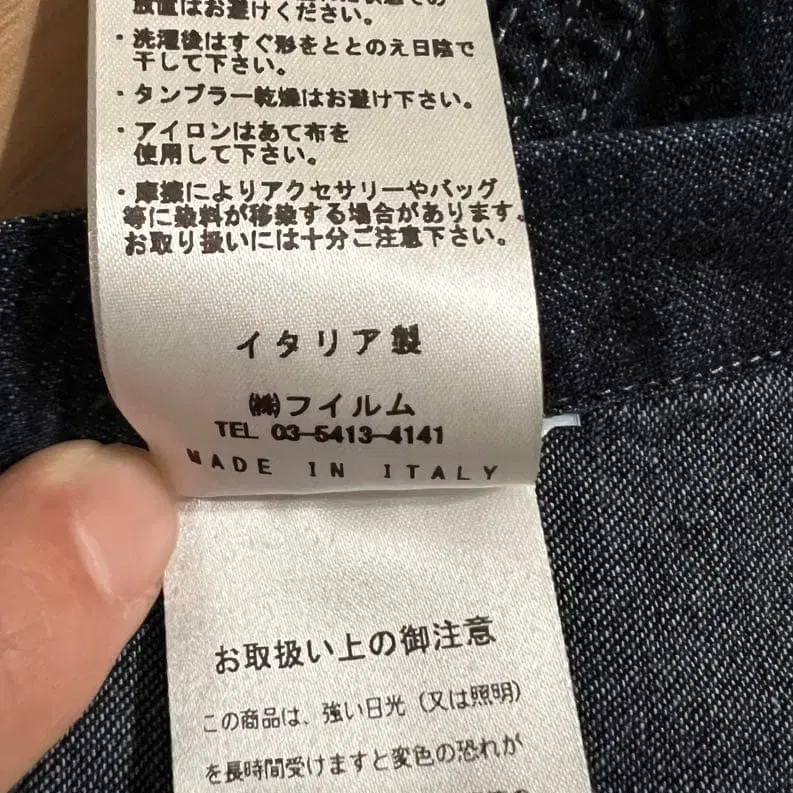 放置はお避けください。
・洗濯後はすぐ形をととのえ日陰で
干して下さい。
・タンブラー乾燥はお避け下さい。
・アイロンはあて布を
使用して下さい。
・摩擦によりアクセサリーやバッグ
等に染料が移染する場合があります。
お取り扱いには十分ご注意下さい。
イタリア製
㈱フイルム
TEL 03-5413-4141
MADE IN ITALY
お取扱い上の御注意
この商品は、強い日光（又は照明）
を長時間受けますと変色の恐れが